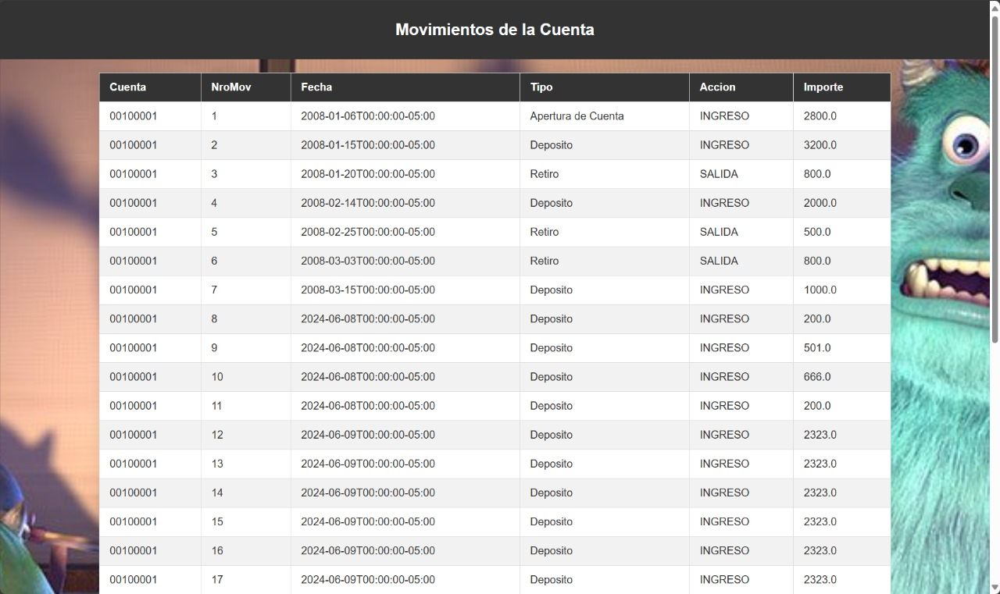 Movimientos de la Cuenta
Cuenta NroMov Fecha Tipo Accion Importe
00100001 1 2008-01-06T00:00:00-05:00 Apertura de Cuenta INGRESO 2800.0
00100001 2 2008-01-15T00:00:00-05:00 Deposito INGRESO 3200.0
00100001 3 2008-01-20T00:00:00-05:00 Retiro SALIDA 800.0
00100001 4 2008-02-14T00:00:00-05:00 Deposito INGRESO 2000.0
00100001 5 2008-02-25T00:00:00-05:00 Retiro SALIDA 500.0
00100001 6 2008-03-03T00:00:00-05:00 Retiro SALIDA 800.0
00100001 7 2008-03-15T00:00:00-05:00 Deposito INGRESO 1000.0
00100001 8 2024-06-08T00:00:00-05:00 Deposito INGRESO 200.0
00100001 9 2024-06-08T00:00:00-05:00 Deposito INGRESO 501.0
00100001 10 2024-06-08T00:00:00-05:00 Deposito INGRESO 666.0
00100001 11 2024-06-08T00:00:00-05:00 Deposito INGRESO 200.0
00100001 12 2024-06-09T00:00:00-05:00 Deposito INGRESO 2323.0
00100001 13 2024-06-09T00:00:00-05:00 Deposito INGRESO 2323.0
00100001 14 2024-06-09T00:00:00-05:00 Deposito INGRESO 2323.0
00100001 15 2024-06-09T00:00:00-05:00 Deposito INGRESO 2323.0
00100001 16 2024-06-09T00:00:00-05:00 Deposito INGRESO 2323.0
00100001 17 2024-06-09T00:00:00-05:00 Deposito INGRESO 2323.0